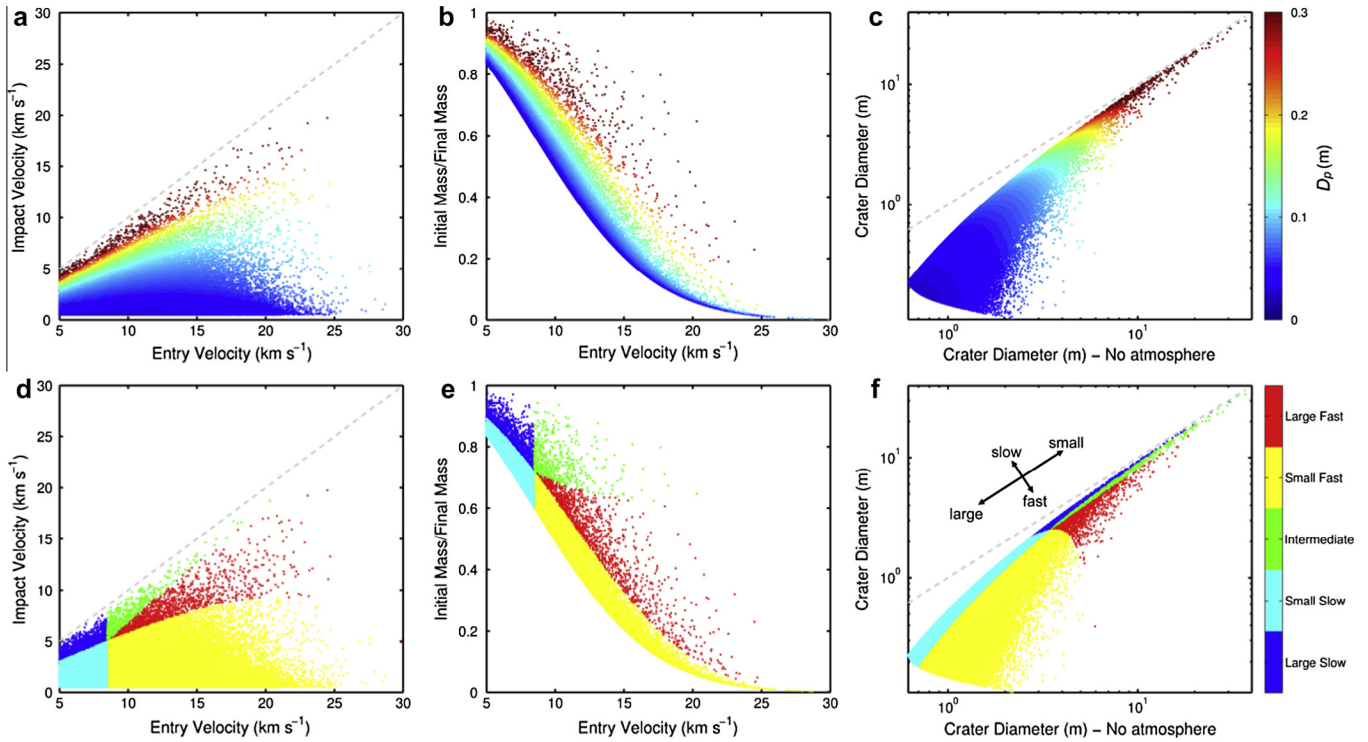 a
30
25
20
15
10
5
0
Impact Velocity (km s⁻¹)
5 10 15 20 25 30
Entry Velocity (km s⁻¹)
b
1
0.8
0.6
0.4
0.2
0
Initial Mass/Final Mass
5 10 15 20 25 30
Entry Velocity (km s⁻¹)
c
10¹
10⁰
Crater Diameter (m)
10⁰ 10¹
Crater Diameter (m) – No atmosphere
0.3
0.2
0.1
0
Dₚ (m)
d
30
25
20
15
10
5
0
Impact Velocity (km s⁻¹)
5 10 15 20 25 30
Entry Velocity (km s⁻¹)
e
1
0.8
0.6
0.4
0.2
0
Initial Mass/Final Mass
5 10 15 20 25 30
Entry Velocity (km s⁻¹)
f
10¹
10⁰
Crater Diameter (m)
small
slow
fast
large
10⁰ 10¹
Crater Diameter (m) – No atmosphere
Large Fast
Small Fast
Intermediate
Small Slow
Large Slow